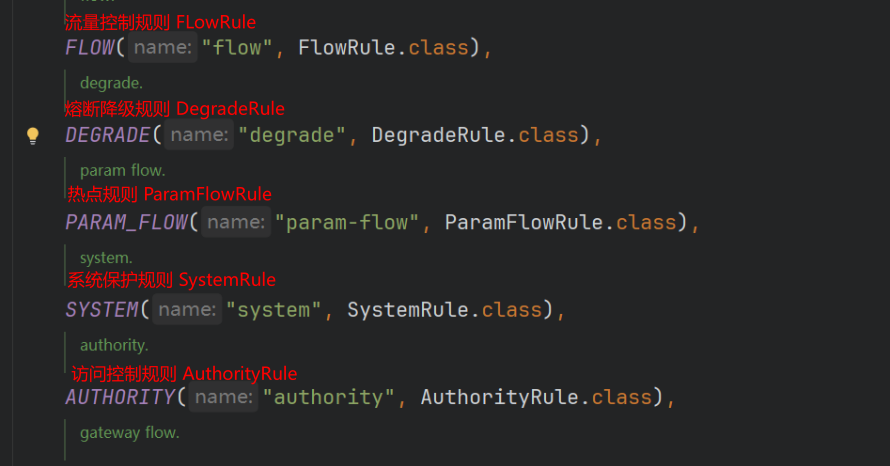 流量控制规则 FLowRule
FLOW( name: "flow", FlowRule.class),
degrade.
熔断降级规则 DegradeRule
DEGRADE( name: "degrade", DegradeRule.class),
param flow.
热点规则 ParamFlowRule
PARAM_FLOW( name: "param-flow", ParamFlowRule.class),
system.
系统保护规则 SystemRule
SYSTEM( name: "system", SystemRule.class),
authority.
访问控制规则 AuthorityRule
AUTHORITY( name: "authority", AuthorityRule.class),
gateway flow.